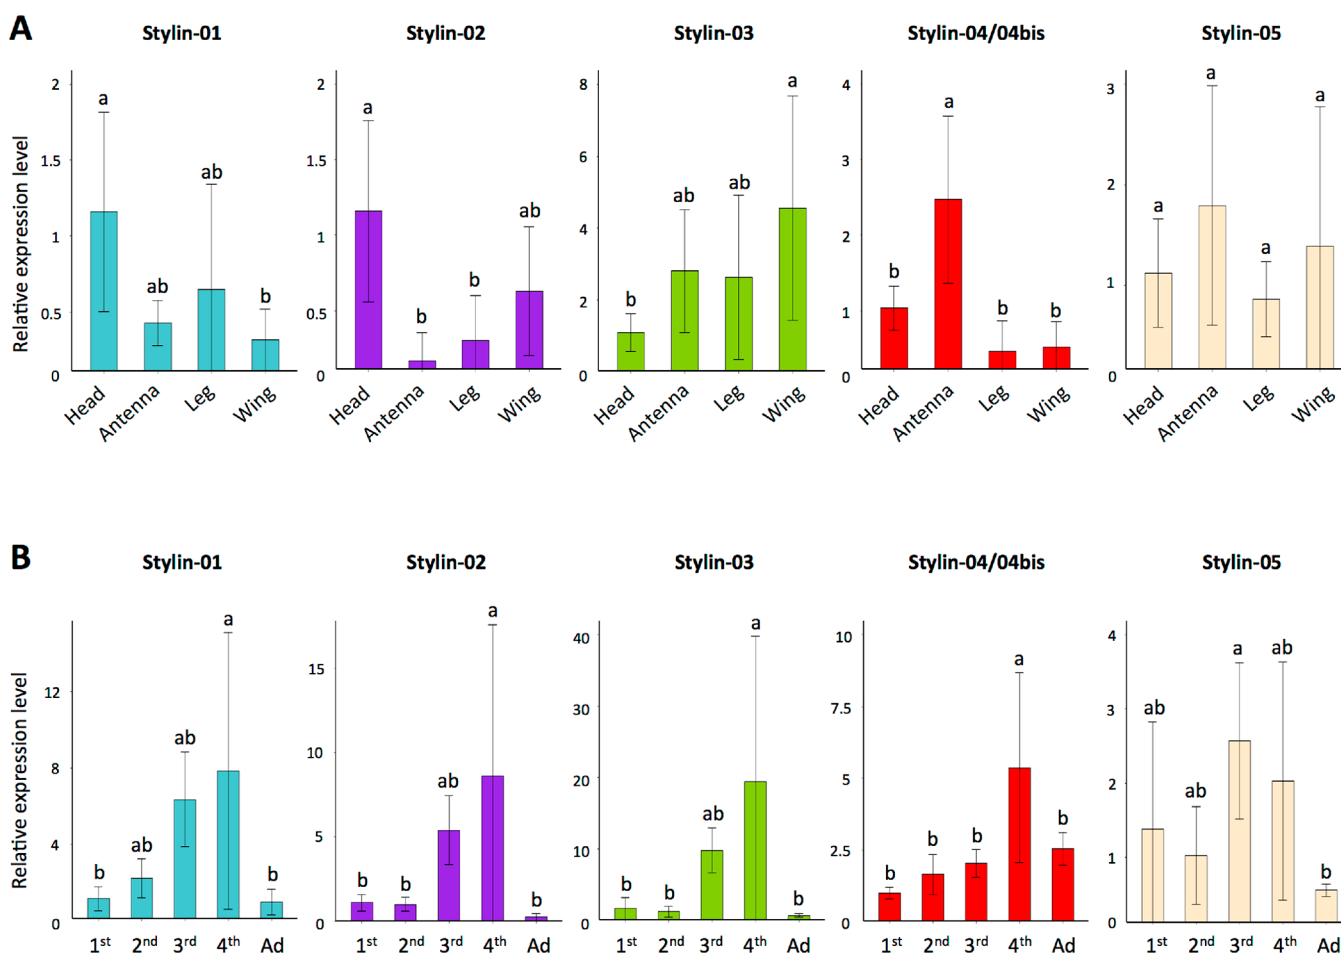 A
Stylin-01 Stylin-02 Stylin-03 Stylin-04/04bis Stylin-05
Relative expression level
2
1.5
1
0.5
0
a
ab
ab
b
Head Antenna Leg Wing
2
1.5
1
0.5
0
a
b
b
ab
Head Antenna Leg Wing
8
6
4
2
0
b
ab
ab
a
Head Antenna Leg Wing
4
3
2
1
0
b
a
b
b
Head Antenna Leg Wing
3
2
1
0
a
a
a
a
Head Antenna Leg Wing
B
Stylin-01 Stylin-02 Stylin-03 Stylin-04/04bis Stylin-05
Relative expression level
12
8
4
0
b
ab
ab
a
b
1st 2nd 3rd 4th Ad
15
10
5
0
b
b
ab
a
b
1st 2nd 3rd 4th Ad
40
30
20
10
0
b
b
ab
a
b
1st 2nd 3rd 4th Ad
10
7.5
5
2.5
0
b
b
b
a
b
1st 2nd 3rd 4th Ad
4
3
2
1
0
ab
ab
a
ab
b
1st 2nd 3rd 4th Ad